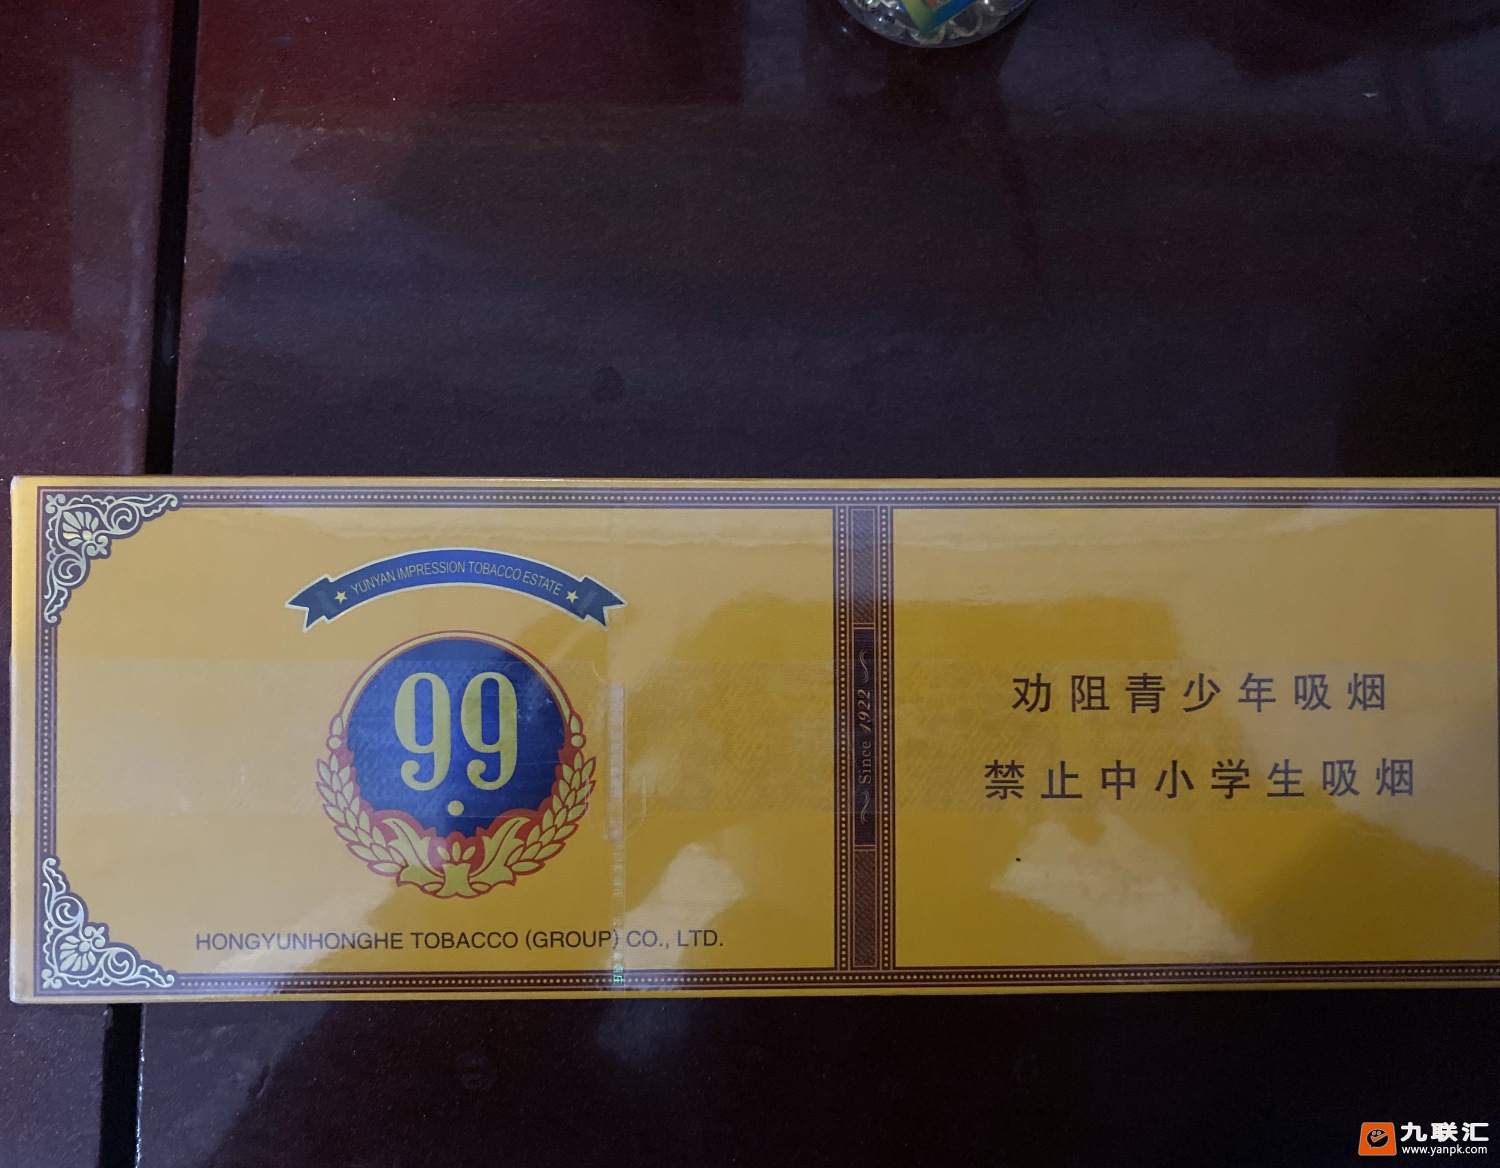 YUNYAN IMPRESSION TOBACCO ESTATE
99
HONGYUNHONGHE TOBACCO (GROUP) CO., LTD.
Since 1922
劝阻青少年吸烟
禁止中小学生吸烟
九联汇
www.yanpk.com